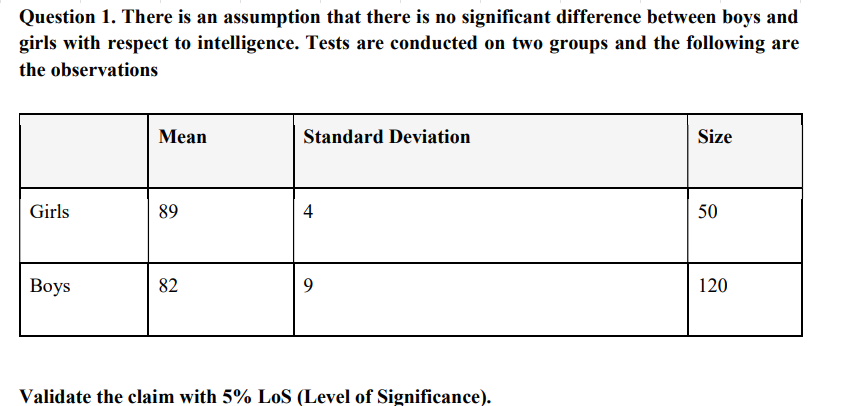 Question 1. There is an assumption that there is no significant difference between boys and
girls with respect to intelligence. Tests are conducted on two groups and the following are
the observations
Mean Standard Deviation Size
Girls 89 4 50
Boys 82 9 120
Validate the claim with 5% LoS (Level of Significance).